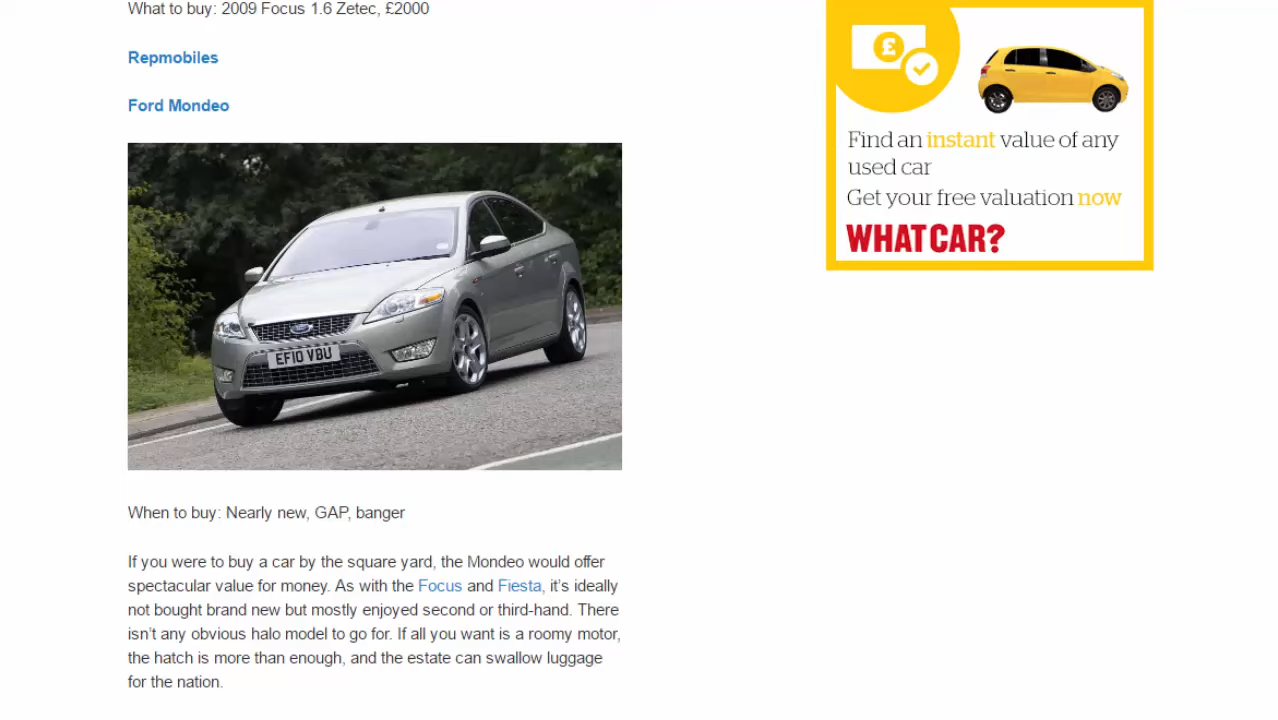 What to buy: 2009 Focus 1.6 Zetec, £2000
Repmobiles
Ford Mondeo
EF10 VBU
When to buy: Nearly new, GAP, banger
If you were to buy a car by the square yard, the Mondeo would offer
spectacular value for money. As with the Focus and Fiesta, it’s ideally
not bought brand new but mostly enjoyed second or third-hand. There
isn’t any obvious halo model to go for. If all you want is a roomy motor,
the hatch is more than enough, and the estate can swallow luggage
for the nation.
£
Find an instant value of any
used car
Get your free valuation now
WHAT CAR?